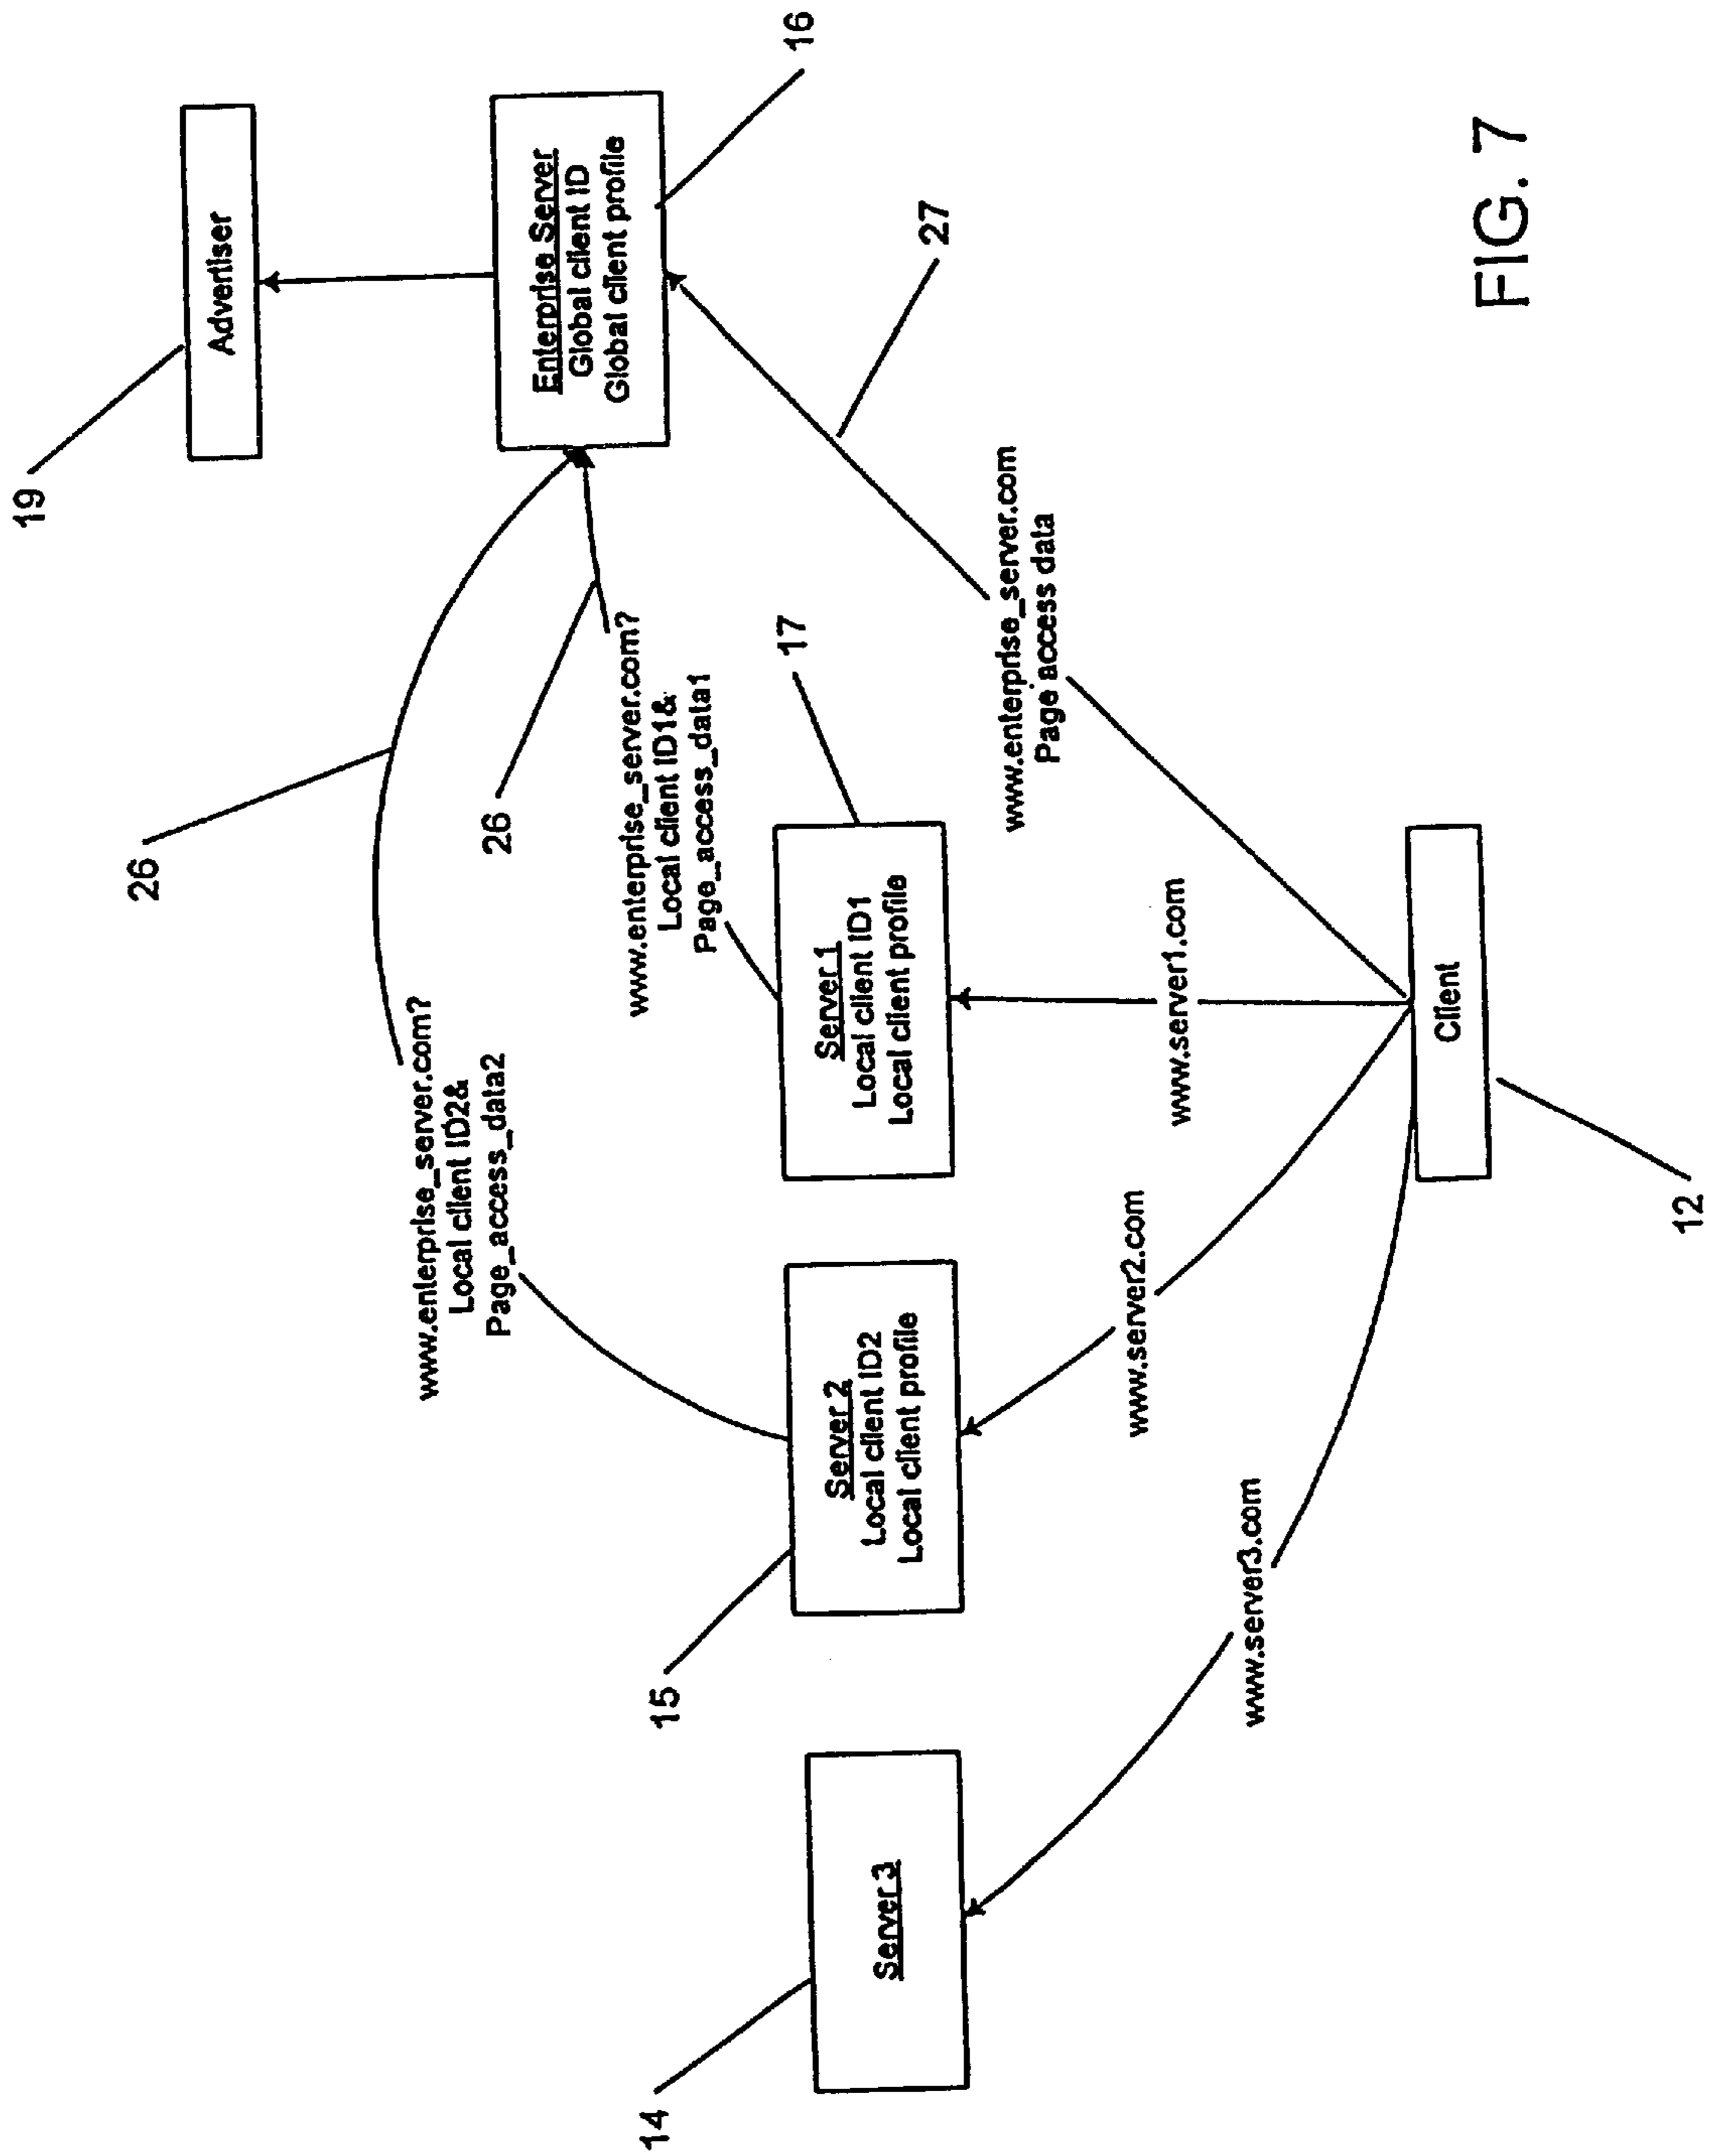 19
Advertiser
26
16
Enterprise Server
Global client ID
Global client profile
www.enterprise_server.com?
Local client ID2&
Page_access_data2
26
www.enterprise_server.com?
Local client ID1&
Page_access_data1
27
15
17
14
Server 3
Server 2
Local client ID2
Local client profile
Server 1
Local client ID1
Local client profile
www.enterprise_server.com
Page access data
www.server3.com
www.server2.com
www.server1.com
Client
12
FIG. 7